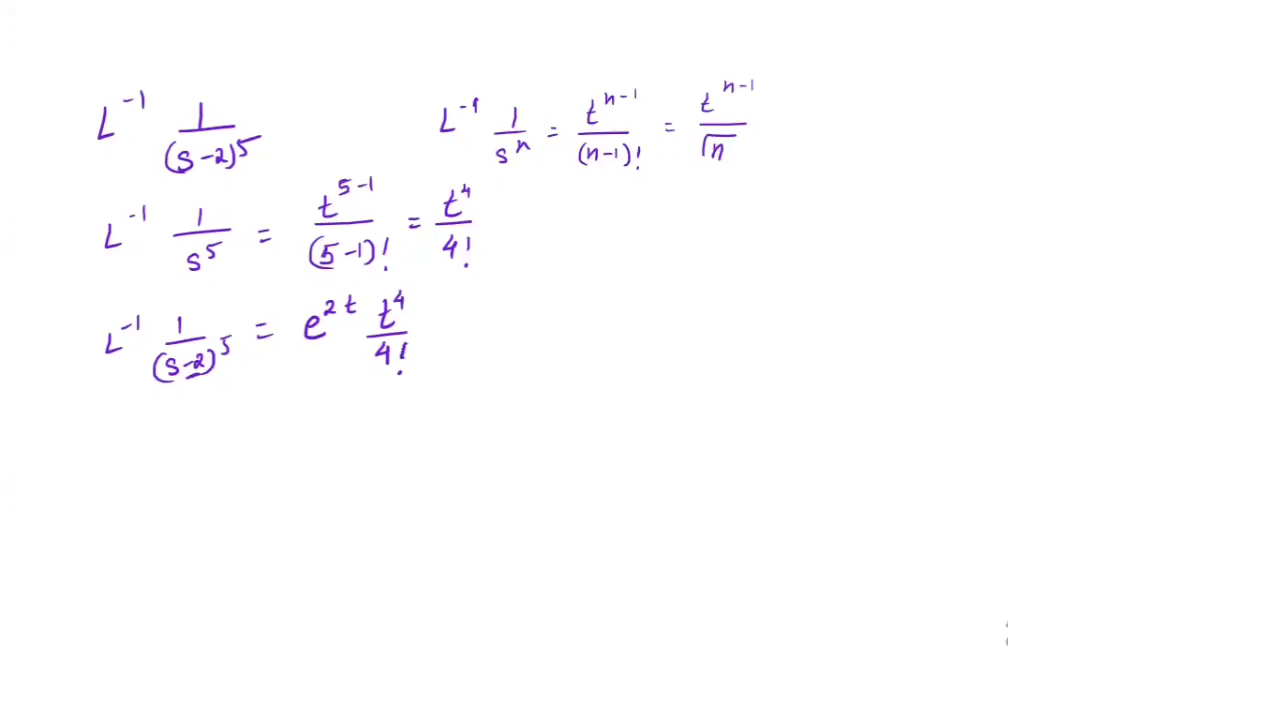 L⁻¹ 1/(s-2)⁵    L⁻¹ 1/sⁿ = tⁿ⁻¹/(n-1)! = tⁿ⁻¹/Γn
L⁻¹ 1/s⁵ = t⁵⁻¹/(5-1)! = t⁴/4!
L⁻¹ 1/(s-2)⁵ = e²ᵗ t⁴/4!